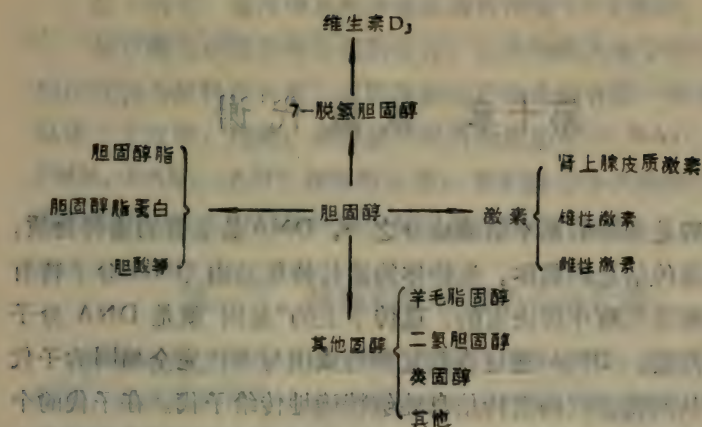 维生素D₃
7-脱氢胆固醇
胆固醇脂
胆固醇脂蛋白
胆酸等
胆固醇
激素
肾上腺皮质激素
雄性激素
雌性激素
其他固醇
羊毛脂固醇
二氢胆固醇
粪固醇
其他